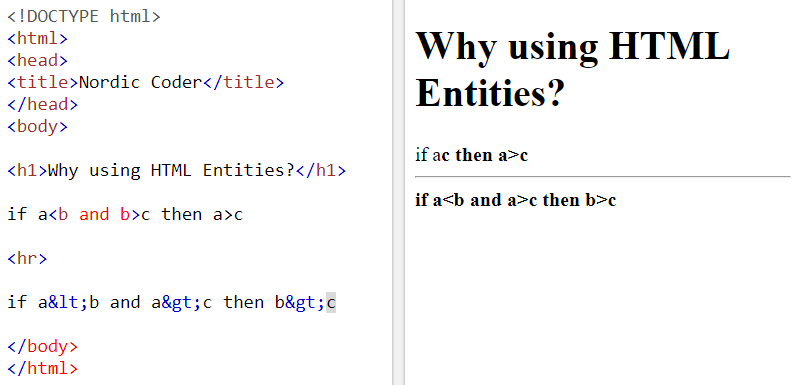 <!DOCTYPE html>
<html>
<head>
<title>Nordic Coder</title>
</head>
<body>
<h1>Why using HTML Entities?</h1>
if a<b and b>c then a>c
<hr>
if a&lt;b and a&gt;c then b&gt;c
</body>
</html>
Why using HTML
Entities?
if ac then a>c
if a<b and a>c then b>c